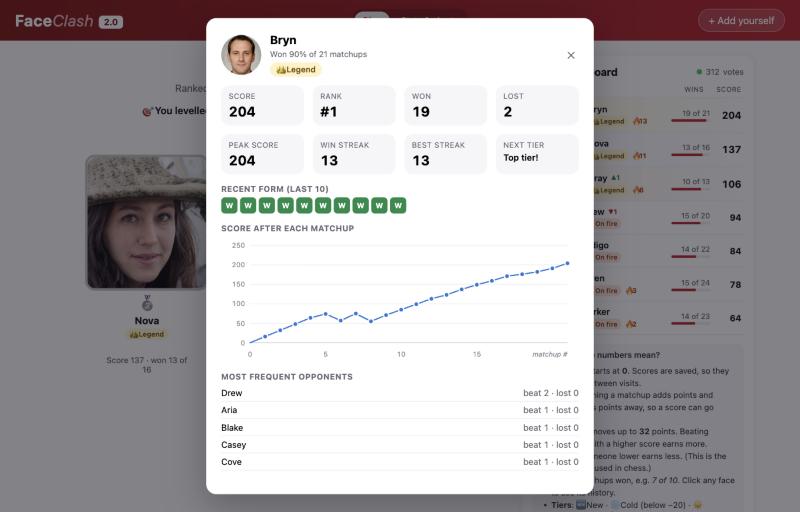 FaceClash 2.0
+ Add yourself
Bryn
Won 90% of 21 matchups
Legend
×
SCORE
204
RANK
#1
WON
19
LOST
2
PEAK SCORE
204
WIN STREAK
13
BEST STREAK
13
NEXT TIER
Top tier!
RECENT FORM (LAST 10)
W W W W W W W W W W
SCORE AFTER EACH MATCHUP
250
200
150
100
50
0
0 5 10 15 matchup #
MOST FREQUENT OPPONENTS
Drew beat 2 · lost 0
Aria beat 1 · lost 0
Blake beat 1 · lost 0
Casey beat 1 · lost 0
Cove beat 1 · lost 0
Ranked
You levelle
Nova
Legend
Score 137 · won 13 of
16
oard
312 votes
WINS SCORE
ryn
Legend 13
19 of 21 204
ova
Legend 11
13 of 16 137
ray ▲1
Legend 6
10 of 13 106
ew ▼1
On fire
15 of 20 94
digo
On fire
14 of 22 84
en
On fire 3
15 of 24 78
rker
On fire 2
14 of 23 64
e numbers mean?
tarts at 0. Scores are saved, so they
tween visits.
ning a matchup adds points and
s points away, so a score can go
moves up to 32 points. Beating
ith a higher score earns more.
meone lower earns less. (This is the
used in chess.)
hups won, e.g. 7 of 10. Click any face
history.
• Tiers: New · Cold (below −20) ·